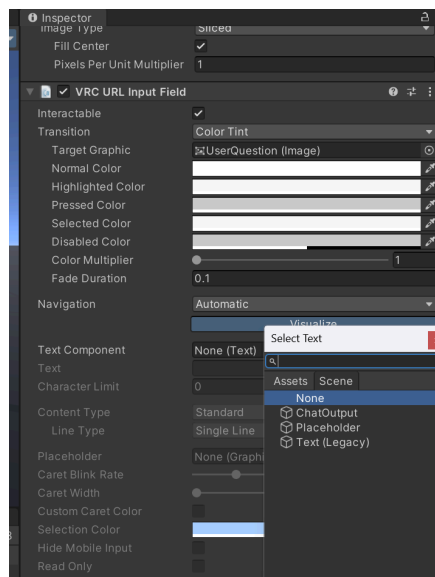 Inspector
Image Type Sliced
Fill Center
Pixels Per Unit Multiplier 1
VRC URL Input Field
Interactable
Transition Color Tint
Target Graphic UserQuestion (Image)
Normal Color
Highlighted Color
Pressed Color
Selected Color
Disabled Color
Color Multiplier 1
Fade Duration 0.1
Navigation Automatic
Visualize
Select Text
Text Component None (Text)
Text
Character Limit 0
Assets Scene
None
Content Type Standard
ChatOutput
Line Type Single Line
Placeholder
Text (Legacy)
Placeholder None (Graphi
Caret Blink Rate
Caret Width
Custom Caret Color
Selection Color
Hide Mobile Input
Read Only